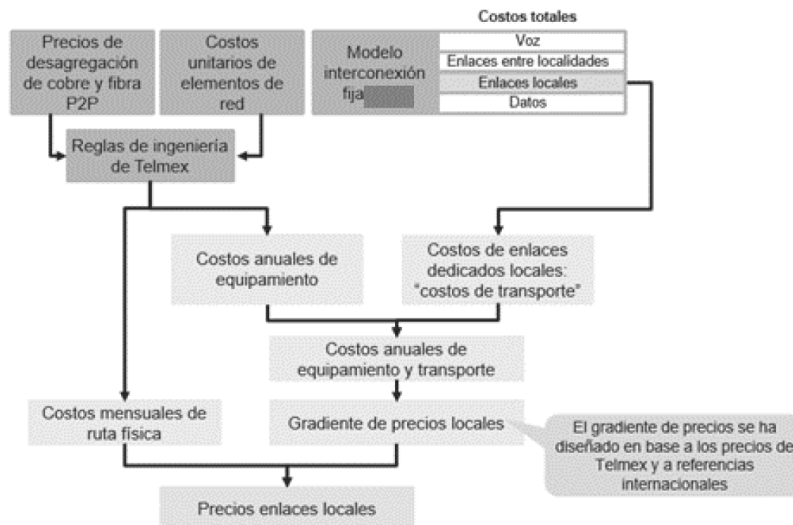 Costos totales
Precios de
desagregación
de cobre y fibra
P2P
Costos
unitarios de
elementos de
red
Modelo
interconexión
fija
Voz
Enlaces entre localidades
Enlaces locales
Datos
Reglas de ingeniería
de Telmex
Costos anuales de
equipamiento
Costos de enlaces
dedicados locales:
"costos de transporte"
Costos anuales de
equipamiento y transporte
Costos mensuales de
ruta física
Gradiente de precios locales
El gradiente de precios se ha
diseñado en base a los precios de
Telmex y a referencias
internacionales
Precios enlaces locales